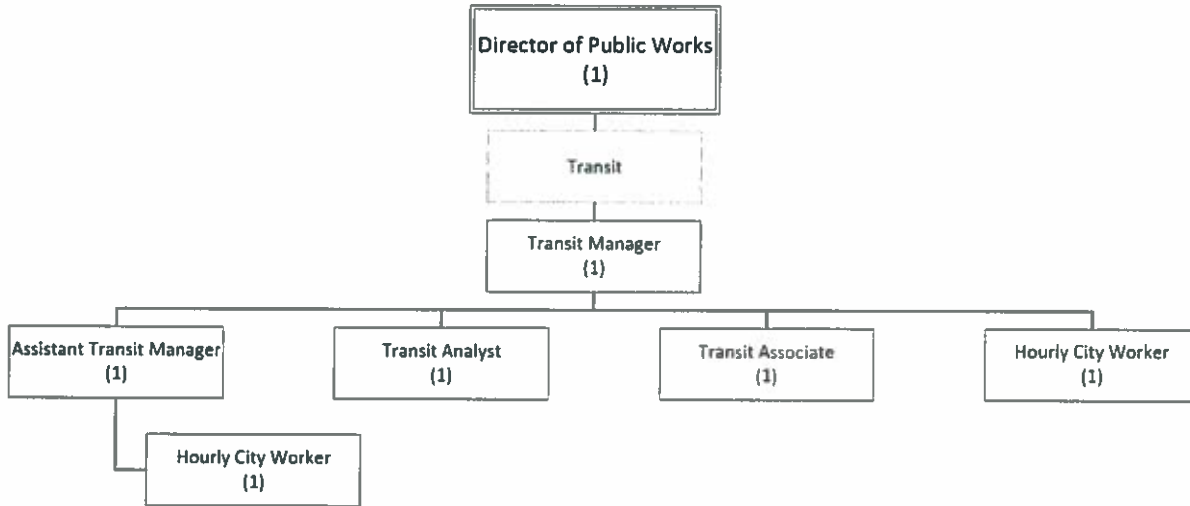 Director of Public Works
(1)
Transit
Transit Manager
(1)
Assistant Transit Manager
(1)
Transit Analyst
(1)
Transit Associate
(1)
Hourly City Worker
(1)
Hourly City Worker
(1)